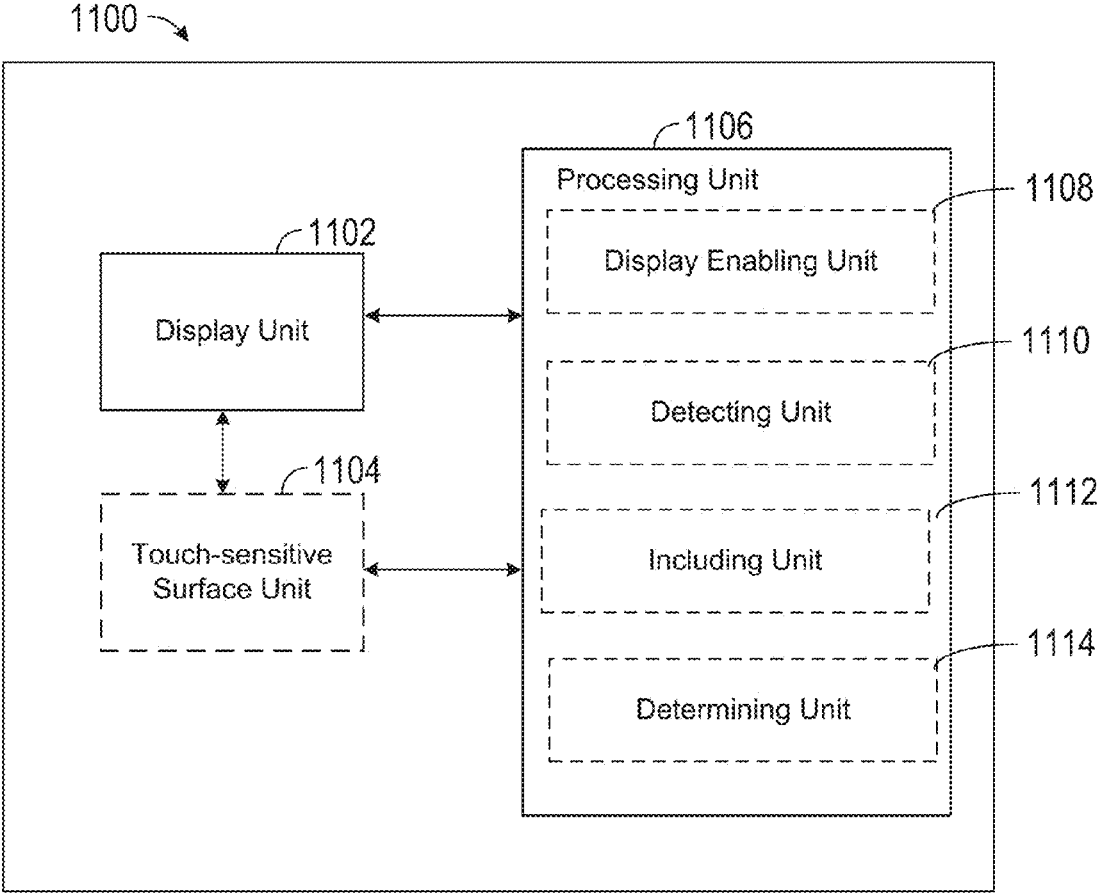 1100
1106
Processing Unit
1108
Display Enabling Unit
1102
Display Unit
1110
Detecting Unit
1104
Touch-sensitive
Surface Unit
1112
Including Unit
1114
Determining Unit